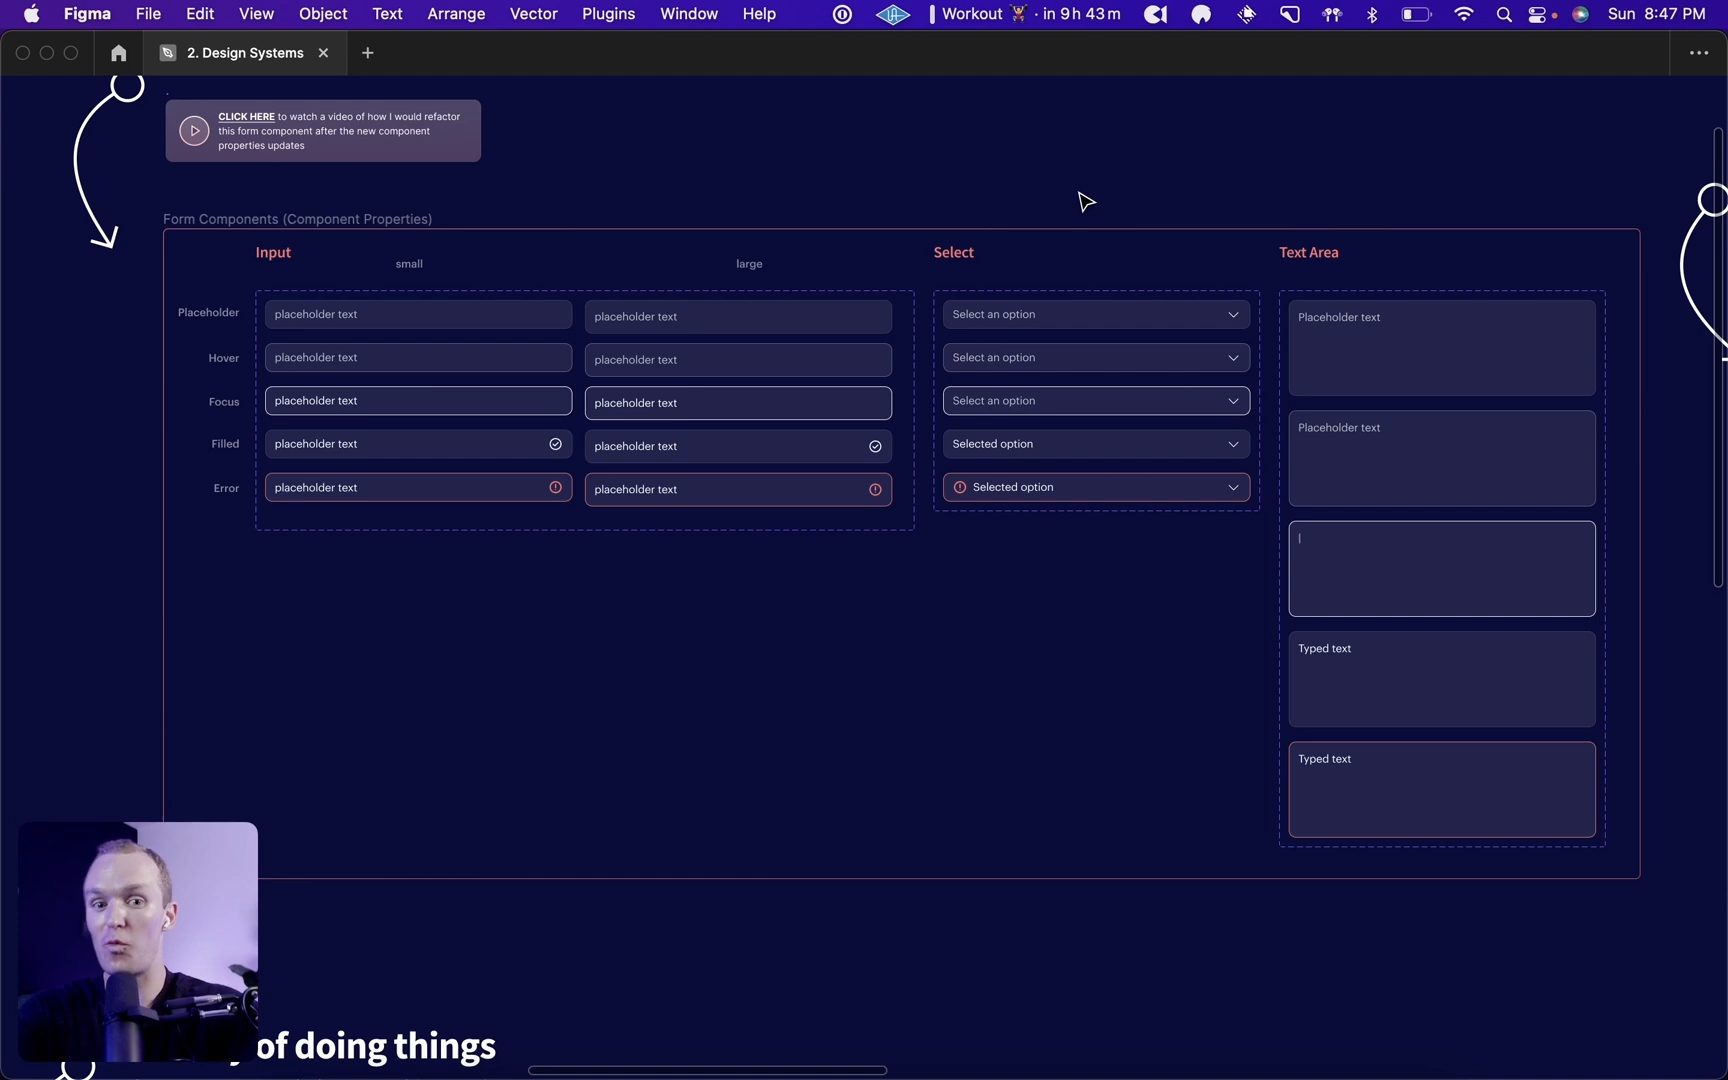 Figma File Edit View Object Text Arrange Vector Plugins Window Help Workout 🏋 · in 9h 43m Sun 8:47 PM
2. Design Systems
CLICK HERE to watch a video of how I would refactor
this form component after the new component
properties updates
Form Components (Component Properties)
Input Select Text Area
small large
Placeholder placeholder text placeholder text Select an option Placeholder text
Hover placeholder text placeholder text Select an option
Focus placeholder text placeholder text Select an option
Placeholder text
Filled placeholder text placeholder text Selected option
Error placeholder text placeholder text Selected option
Typed text
Typed text
of doing things